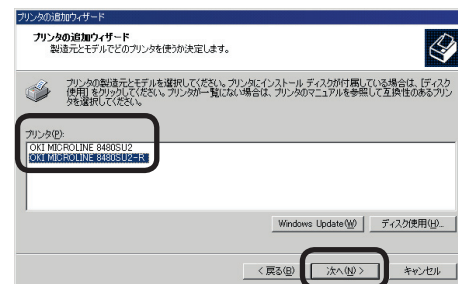 プリンタの追加ウィザード
プリンタの追加ウィザード
製造元とモデルでどのプリンタを使うか決定します。
プリンタの製造元とモデルを選択してください。プリンタにインストール ディスクが付属している場合は、[ディスク
使用] をクリックしてください。プリンタが一覧にない場合は、プリンタのマニュアルを参照して互換性のあるプリン
タを選択してください。
プリンタ(P):
OKI MICROLINE 8480SU2
OKI MICROLINE 8480SU2-R
Windows Update(W) ディスク使用(H)...
< 戻る(B) 次へ(N) > キャンセル